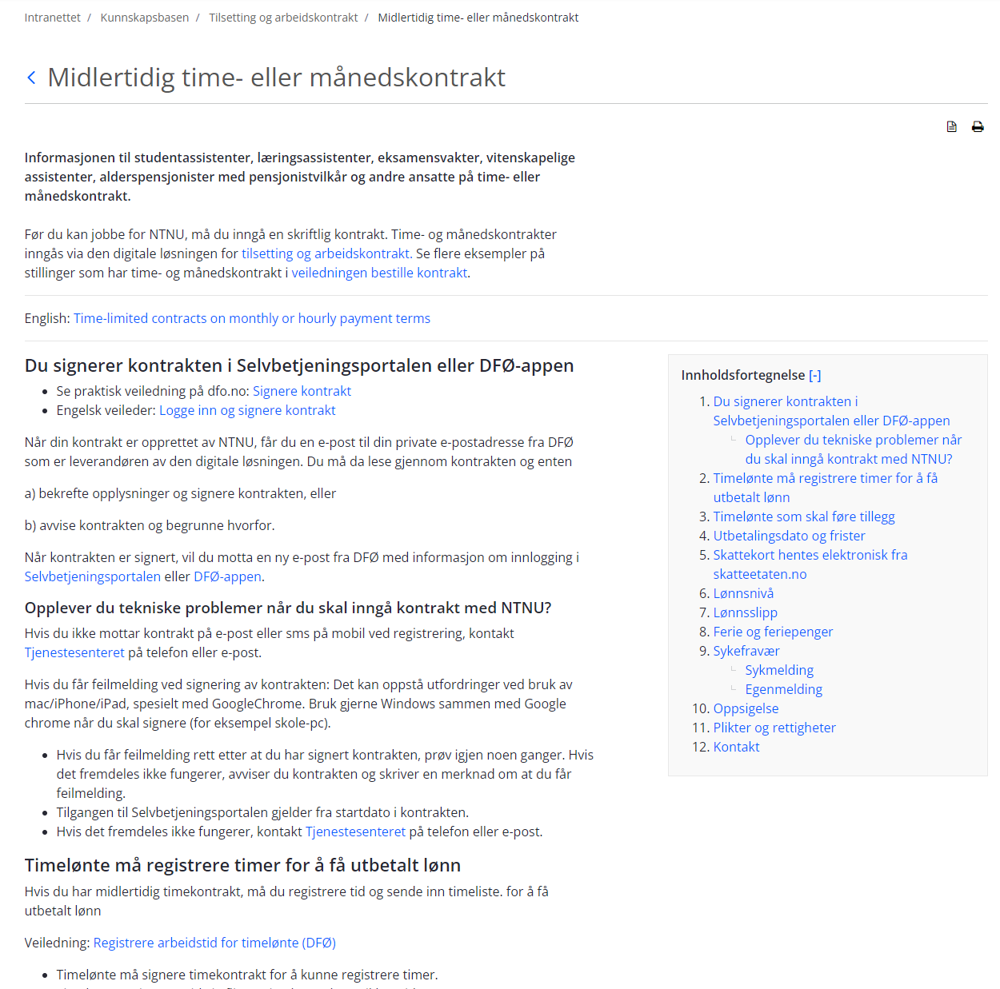 Intranettet / Kunnskapsbasen / Tilsetting og arbeidskontrakt / Midlertidig time- eller månedskontrakt
Midlertidig time- eller månedskontrakt
Informasjonen til studentassistenter, læringsassistenter, eksamensvakter, vitenskapelige
assistenter, alderspensjonister med pensjonistvilkår og andre ansatte på time- eller
månedskontrakt.
Før du kan jobbe for NTNU, må du inngå en skriftlig kontrakt. Time- og månedskontrakter
inngås via den digitale løsningen for tilsetting og arbeidskontrakt. Se flere eksempler på
stillinger som har time- og månedskontrakt i veiledningen bestille kontrakt.
English: Time-limited contracts on monthly or hourly payment terms
Du signerer kontrakten i Selvbetjeningsportalen eller DFØ-appen
• Se praktisk veiledning på dfo.no: Signere kontrakt
• Engelsk veileder: Logge inn og signere kontrakt
Når din kontrakt er opprettet av NTNU, får du en e-post til din private e-postadresse fra DFØ
som er leverandøren av den digitale løsningen. Du må da lese gjennom kontrakten og enten
a) bekrefte opplysninger og signere kontrakten, eller
b) avvise kontrakten og begrunne hvorfor.
Når kontrakten er signert, vil du motta en ny e-post fra DFØ med informasjon om innlogging i
Selvbetjeningsportalen eller DFØ-appen.
Opplever du tekniske problemer når du skal inngå kontrakt med NTNU?
Hvis du ikke mottar kontrakt på e-post eller sms på mobil ved registrering, kontakt
Tjenestesenteret på telefon eller e-post.
Hvis du får feilmelding ved signering av kontrakten: Det kan oppstå utfordringer ved bruk av
mac/iPhone/iPad, spesielt med GoogleChrome. Bruk gjerne Windows sammen med Google
chrome når du skal signere (for eksempel skole-pc).
• Hvis du får feilmelding rett etter at du har signert kontrakten, prøv igjen noen ganger. Hvis
det fremdeles ikke fungerer, avviser du kontrakten og skriver en merknad om at du får
feilmelding.
• Tilgangen til Selvbetjeningsportalen gjelder fra startdato i kontrakten.
• Hvis det fremdeles ikke fungerer, kontakt Tjenestesenteret på telefon eller e-post.
Timelønte må registrere timer for å få utbetalt lønn
Hvis du har midlertidig timekontrakt, må du registrere tid og sende inn timeliste. for å få
utbetalt lønn
Veiledning: Registrere arbeidstid for timelønte (DFØ)
• Timelønte må signere timekontrakt for å kunne registrere timer.
Innholdsfortegnelse [-]
1. Du signerer kontrakten i
Selvbetjeningsportalen eller DFØ-appen
Opplever du tekniske problemer når
du skal inngå kontrakt med NTNU?
2. Timelønte må registrere timer for å få
utbetalt lønn
3. Timelønte som skal føre tillegg
4. Utbetalingsdato og frister
5. Skattekort hentes elektronisk fra
skatteetaten.no
6. Lønnsnivå
7. Lønnsslipp
8. Ferie og feriepenger
9. Sykefravær
Sykmelding
Egenmelding
10. Oppsigelse
11. Plikter og rettigheter
12. Kontakt